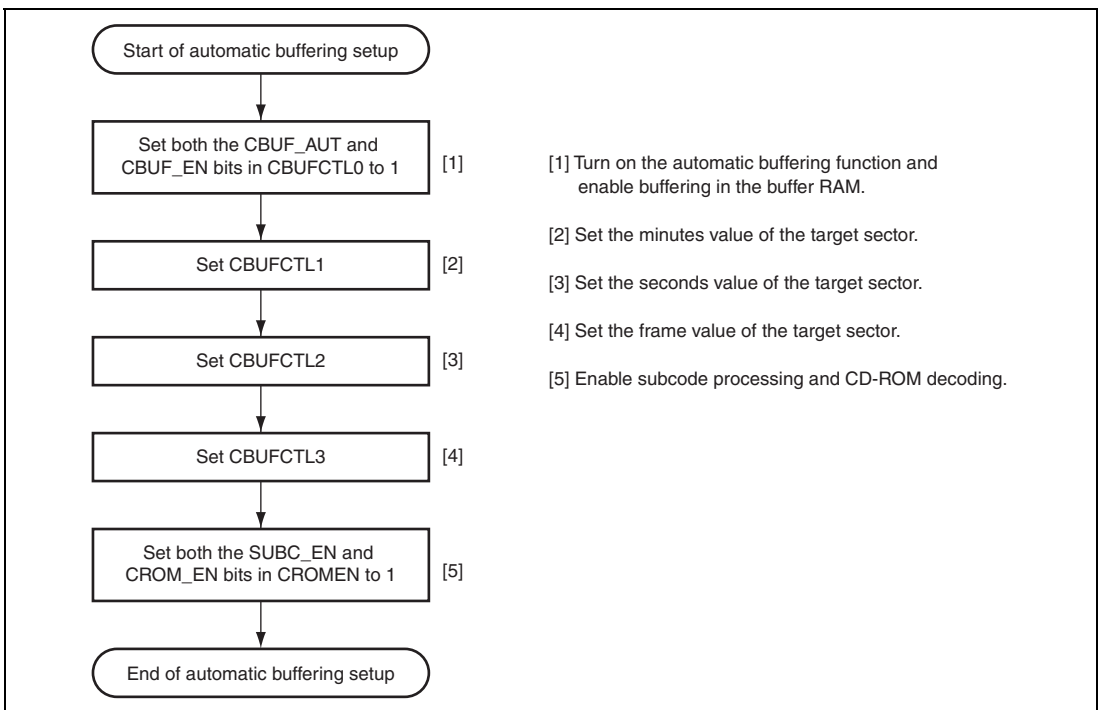 Start of automatic buffering setup
Set both the CBUF_AUT and
CBUF_EN bits in CBUFCTL0 to 1
[1]
Set CBUFCTL1
[2]
Set CBUFCTL2
[3]
Set CBUFCTL3
[4]
Set both the SUBC_EN and
CROM_EN bits in CROMEN to 1
[5]
End of automatic buffering setup
[1] Turn on the automatic buffering function and
enable buffering in the buffer RAM.
[2] Set the minutes value of the target sector.
[3] Set the seconds value of the target sector.
[4] Set the frame value of the target sector.
[5] Enable subcode processing and CD-ROM decoding.